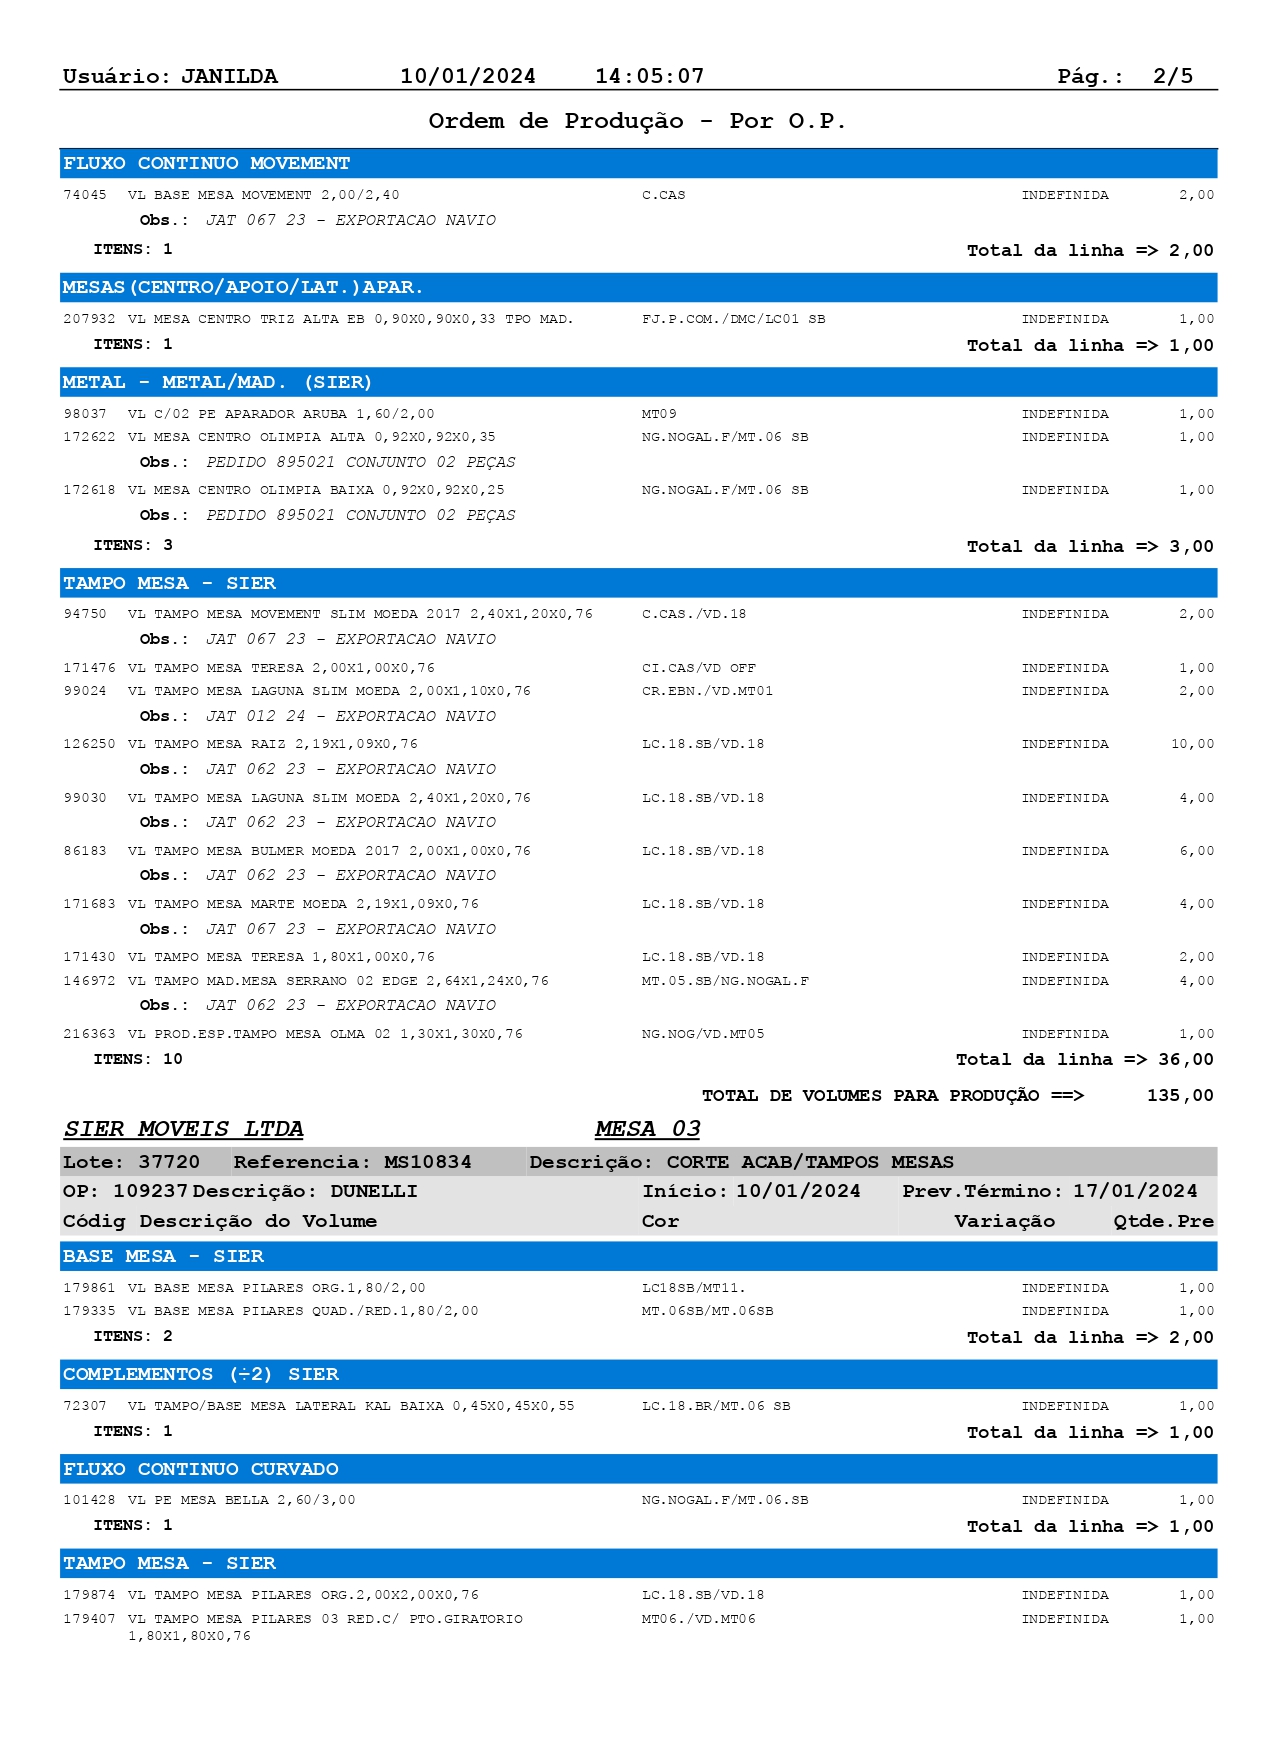 Usuário: JANILDA 10/01/2024 14:05:07 Pág.: 2/5
Ordem de Produção - Por O.P.
FLUXO CONTINUO MOVEMENT
74045 VL BASE MESA MOVEMENT 2,00/2,40 C.CAS INDEFINIDA 2,00
Obs.: JAT 067 23 - EXPORTACAO NAVIO
ITENS: 1 Total da linha => 2,00
MESAS(CENTRO/APOIO/LAT.)APAR.
207932 VL MESA CENTRO TRIZ ALTA EB 0,90X0,90X0,33 TPO MAD. FJ.P.COM./DMC/LC01 SB INDEFINIDA 1,00
ITENS: 1 Total da linha => 1,00
METAL - METAL/MAD. (SIER)
98037 VL C/02 PE APARADOR ARUBA 1,60/2,00 MT09 INDEFINIDA 1,00
172622 VL MESA CENTRO OLIMPIA ALTA 0,92X0,92X0,35 NG.NOGAL.F/MT.06 SB INDEFINIDA 1,00
Obs.: PEDIDO 895021 CONJUNTO 02 PEÇAS
172618 VL MESA CENTRO OLIMPIA BAIXA 0,92X0,92X0,25 NG.NOGAL.F/MT.06 SB INDEFINIDA 1,00
Obs.: PEDIDO 895021 CONJUNTO 02 PEÇAS
ITENS: 3 Total da linha => 3,00
TAMPO MESA - SIER
94750 VL TAMPO MESA MOVEMENT SLIM MOEDA 2017 2,40X1,20X0,76 C.CAS./VD.18 INDEFINIDA 2,00
Obs.: JAT 067 23 - EXPORTACAO NAVIO
171476 VL TAMPO MESA TERESA 2,00X1,00X0,76 CI.CAS/VD OFF INDEFINIDA 1,00
99024 VL TAMPO MESA LAGUNA SLIM MOEDA 2,00X1,10X0,76 CR.EBN./VD.MT01 INDEFINIDA 2,00
Obs.: JAT 012 24 - EXPORTACAO NAVIO
126250 VL TAMPO MESA RAIZ 2,19X1,09X0,76 LC.18.SB/VD.18 INDEFINIDA 10,00
Obs.: JAT 062 23 - EXPORTACAO NAVIO
99030 VL TAMPO MESA LAGUNA SLIM MOEDA 2,40X1,20X0,76 LC.18.SB/VD.18 INDEFINIDA 4,00
Obs.: JAT 062 23 - EXPORTACAO NAVIO
86183 VL TAMPO MESA BULMER MOEDA 2017 2,00X1,00X0,76 LC.18.SB/VD.18 INDEFINIDA 6,00
Obs.: JAT 062 23 - EXPORTACAO NAVIO
171683 VL TAMPO MESA MARTE MOEDA 2,19X1,09X0,76 LC.18.SB/VD.18 INDEFINIDA 4,00
Obs.: JAT 067 23 - EXPORTACAO NAVIO
171430 VL TAMPO MESA TERESA 1,80X1,00X0,76 LC.18.SB/VD.18 INDEFINIDA 2,00
146972 VL TAMPO MAD.MESA SERRANO 02 EDGE 2,64X1,24X0,76 MT.05.SB/NG.NOGAL.F INDEFINIDA 4,00
Obs.: JAT 062 23 - EXPORTACAO NAVIO
216363 VL PROD.ESP.TAMPO MESA OLMA 02 1,30X1,30X0,76 NG.NOG/VD.MT05 INDEFINIDA 1,00
ITENS: 10 Total da linha => 36,00
TOTAL DE VOLUMES PARA PRODUÇÃO ==> 135,00
SIER MOVEIS LTDA MESA 03
Lote: 37720 Referencia: MS10834 Descrição: CORTE ACAB/TAMPOS MESAS
OP: 109237 Descrição: DUNELLI Início: 10/01/2024 Prev.Término: 17/01/2024
Códig Descrição do Volume Cor Variação Qtde.Pre
BASE MESA - SIER
179861 VL BASE MESA PILARES ORG.1,80/2,00 LC18SB/MT11. INDEFINIDA 1,00
179335 VL BASE MESA PILARES QUAD./RED.1,80/2,00 MT.06SB/MT.06SB INDEFINIDA 1,00
ITENS: 2 Total da linha => 2,00
COMPLEMENTOS (÷2) SIER
72307 VL TAMPO/BASE MESA LATERAL KAL BAIXA 0,45X0,45X0,55 LC.18.BR/MT.06 SB INDEFINIDA 1,00
ITENS: 1 Total da linha => 1,00
FLUXO CONTINUO CURVADO
101428 VL PE MESA BELLA 2,60/3,00 NG.NOGAL.F/MT.06.SB INDEFINIDA 1,00
ITENS: 1 Total da linha => 1,00
TAMPO MESA - SIER
179874 VL TAMPO MESA PILARES ORG.2,00X2,00X0,76 LC.18.SB/VD.18 INDEFINIDA 1,00
179407 VL TAMPO MESA PILARES 03 RED.C/ PTO.GIRATORIO MT06./VD.MT06 INDEFINIDA 1,00
1,80X1,80X0,76